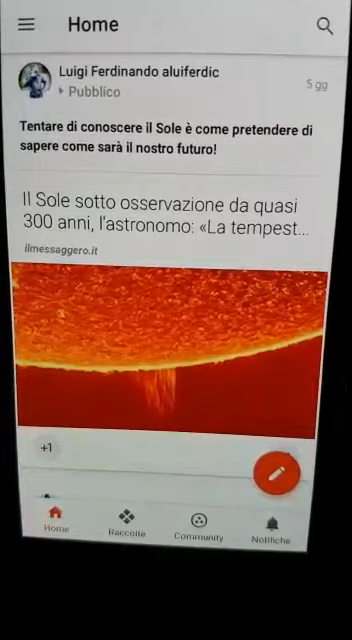 Home
Luigi Ferdinando aluiferdic
Pubblico
5 gg
Tentare di conoscere il Sole è come pretendere di
sapere come sarà il nostro futuro!
Il Sole sotto osservazione da quasi
300 anni, l'astronomo: «La tempest...
ilmessaggero.it
+1
Home
Raccolte
Community
Notifiche